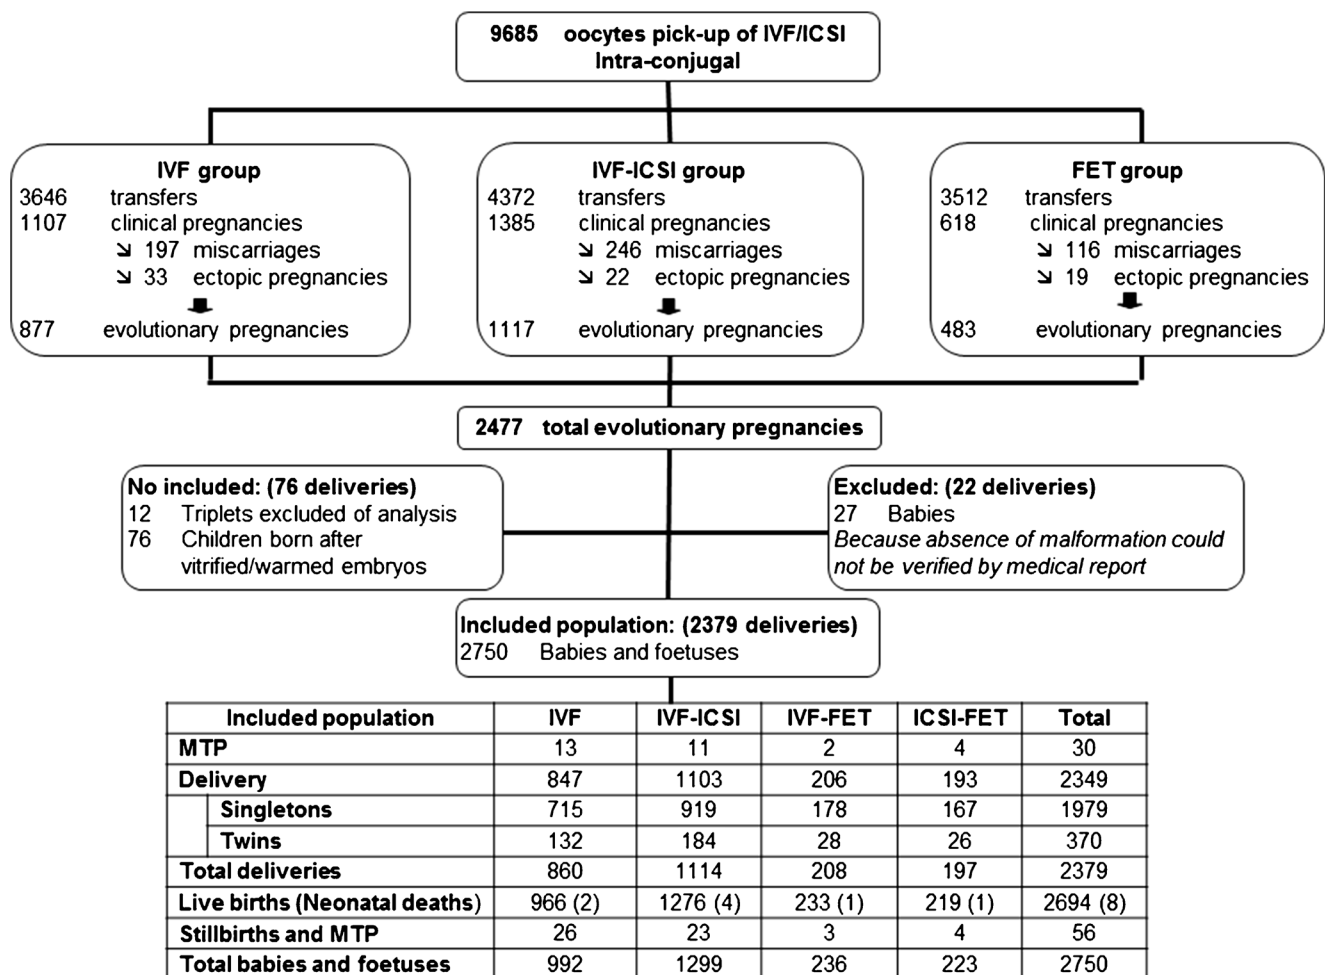 9685 oocytes pick-up of IVF/ICSI
Intra-conjugal
IVF group
3646 transfers
1107 clinical pregnancies
↘ 197 miscarriages
↘ 33 ectopic pregnancies
877 evolutionary pregnancies
IVF-ICSI group
4372 transfers
1385 clinical pregnancies
↘ 246 miscarriages
↘ 22 ectopic pregnancies
1117 evolutionary pregnancies
FET group
3512 transfers
618 clinical pregnancies
↘ 116 miscarriages
↘ 19 ectopic pregnancies
483 evolutionary pregnancies
2477 total evolutionary pregnancies
No included: (76 deliveries)
12 Triplets excluded of analysis
76 Children born after
vitrified/warmed embryos
Excluded: (22 deliveries)
27 Babies
Because absence of malformation could
not be verified by medical report
Included population: (2379 deliveries)
2750 Babies and foetuses
Included population IVF IVF-ICSI IVF-FET ICSI-FET Total
MTP 13 11 2 4 30
Delivery 847 1103 206 193 2349
Singletons 715 919 178 167 1979
Twins 132 184 28 26 370
Total deliveries 860 1114 208 197 2379
Live births (Neonatal deaths) 966 (2) 1276 (4) 233 (1) 219 (1) 2694 (8)
Stillbirths and MTP 26 23 3 4 56
Total babies and foetuses 992 1299 236 223 2750